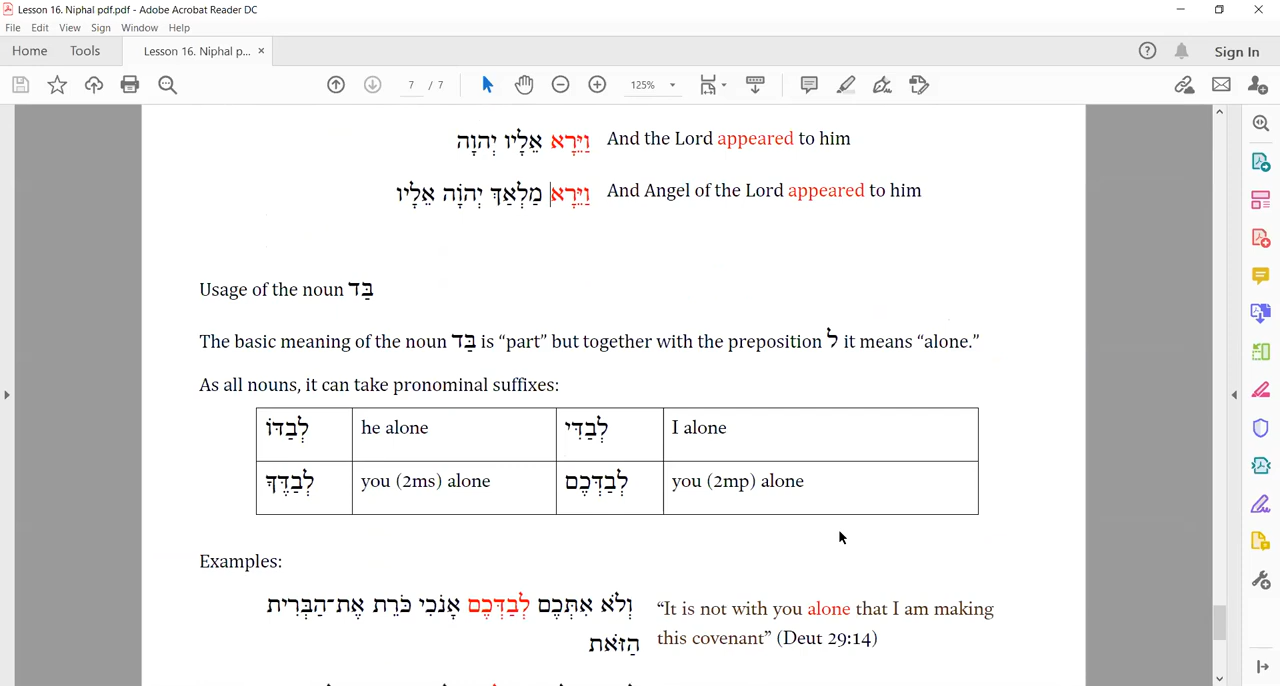 Lesson 16. Niphal pdf.pdf - Adobe Acrobat Reader DC
File Edit View Sign Window Help
Home Tools Lesson 16. Niphal p... × Sign In
7 / 7 125%
וַיֵּרָא אֵלָיו יְהוָה And the Lord appeared to him
וַיֵּרָא מַלְאַךְ יְהוָֹה אֵלָיו And Angel of the Lord appeared to him
Usage of the noun בַּד
The basic meaning of the noun בַּד is “part” but together with the preposition ל it means “alone.”
As all nouns, it can take pronominal suffixes:
לְבַדּוֹ he alone לְבַדִּי I alone
לְבַדֶּךָ you (2ms) alone לְבַדְּכֶם you (2mp) alone
Examples:
וְלֹא אִתְּכֶם לְבַדְּכֶם אָנֹכִי כֹּרֵת אֶת־הַבְּרִית “It is not with you alone that I am making
הַזֹּאת this covenant” (Deut 29:14)